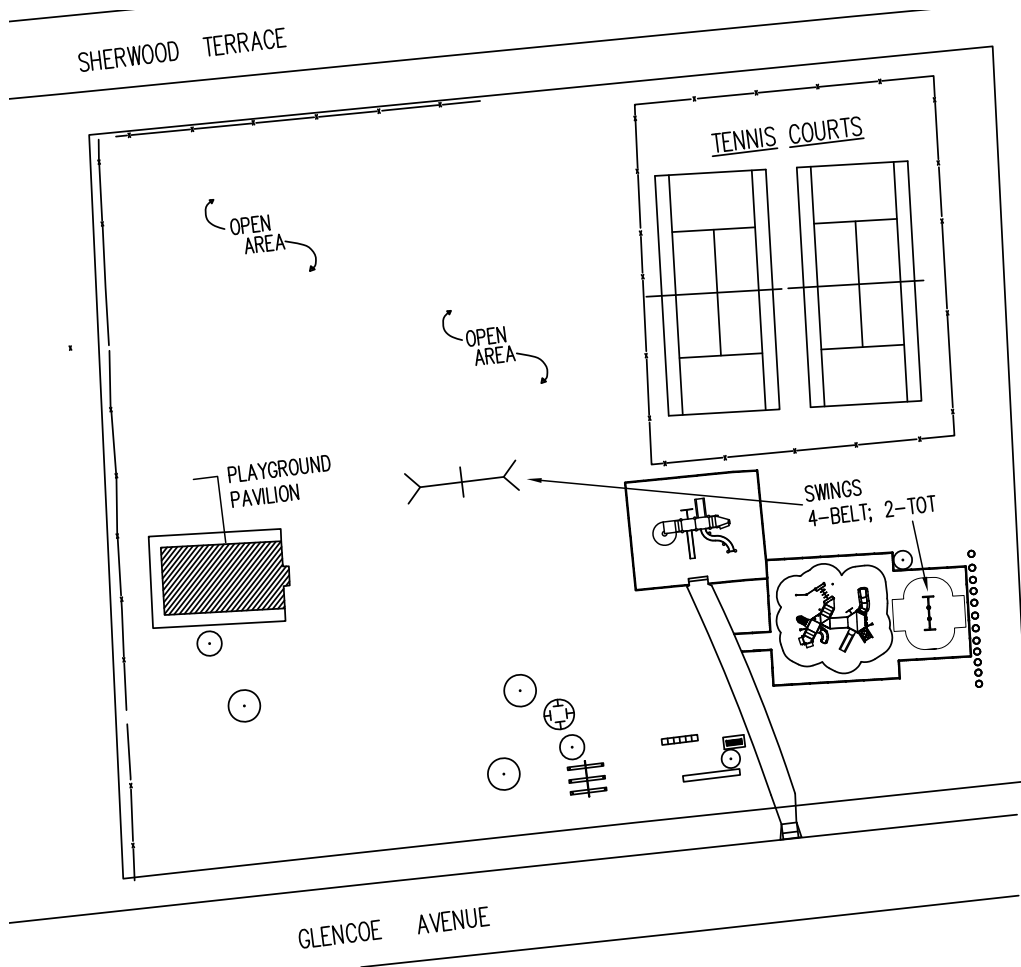 SHERWOOD TERRACE
TENNIS COURTS
OPEN
AREA
OPEN
AREA
PLAYGROUND
PAVILION
SWINGS
4-BELT; 2-TOT
GLENCOE AVENUE